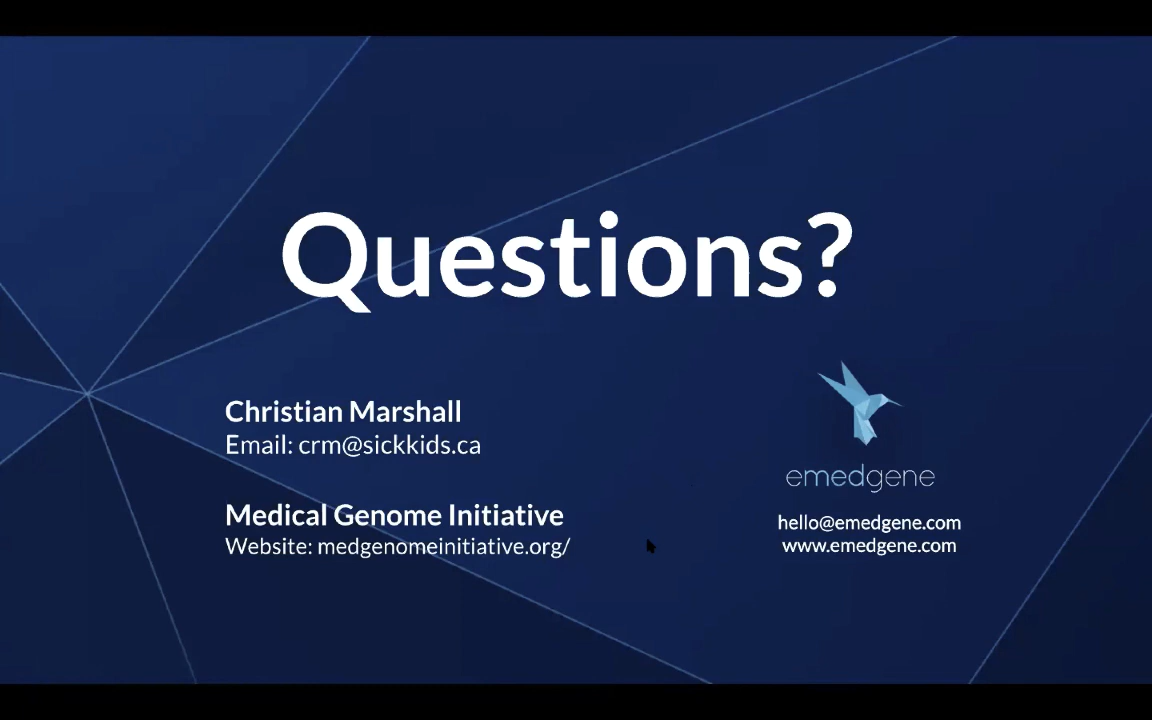 Questions?
Christian Marshall
Email: crm@sickkids.ca
Medical Genome Initiative
Website: medgenomeinitiative.org/
emedgene
hello@emedgene.com
www.emedgene.com